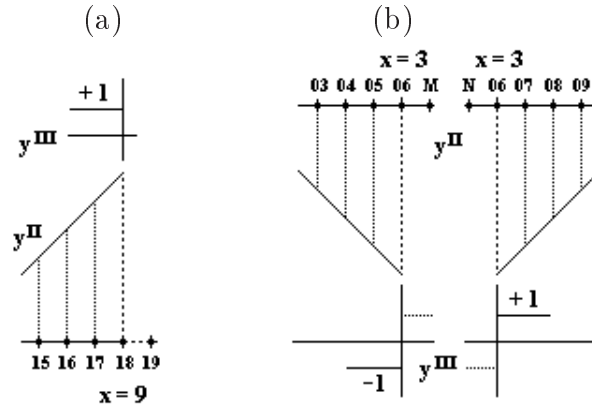 (a)
(b)
x = 3
x = 3
03 04 05 06 M
N 06 07 08 09
+ 1
y^III
y^II
y^II
+ 1
15 16 17 18 19
−1
y^III
x = 9